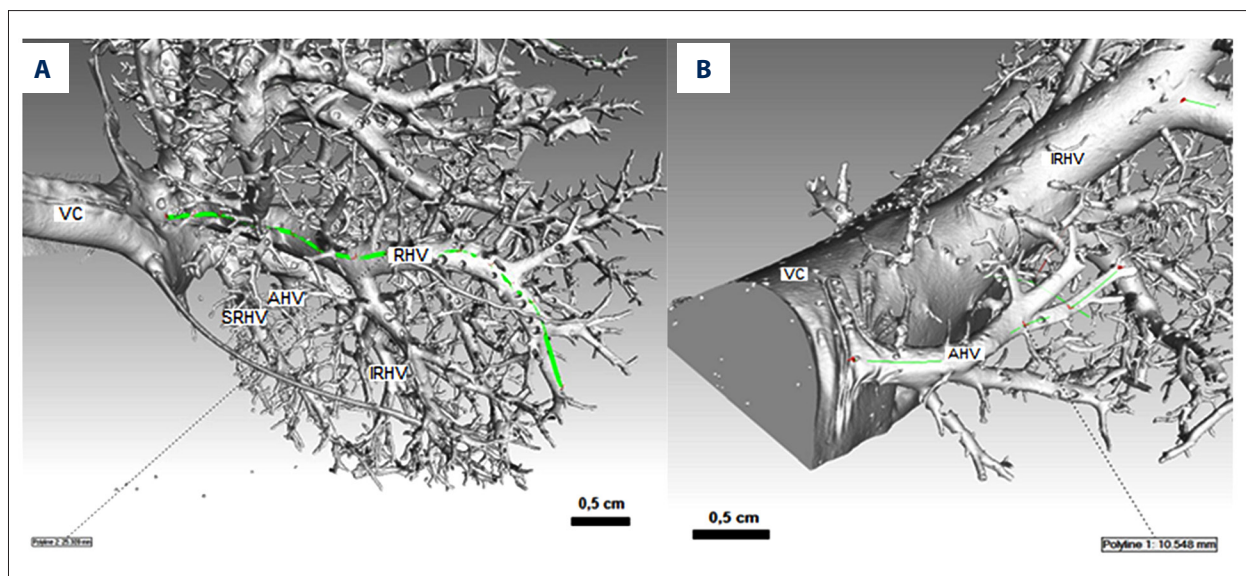 A
VC
RHV
AHV
SRHV
IRHV
0,5 cm
B
IRHV
VC
AHV
0,5 cm
Polyline 1: 10.548 mm